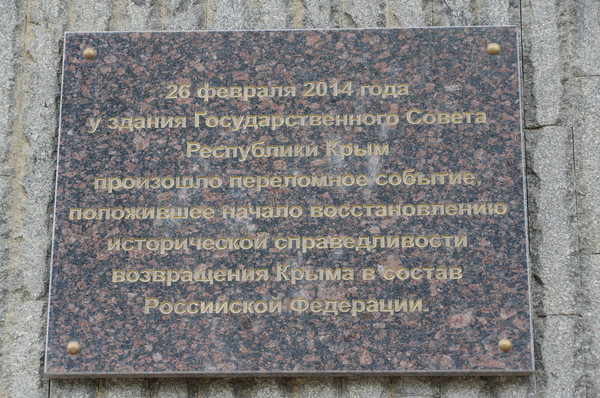 26 февраля 2014 года
у здания Государственного Совета
Республики Крым
произошло переломное событие,
положившее начало восстановлению
исторической справедливости
возвращения Крыма в состав
Российской Федерации.